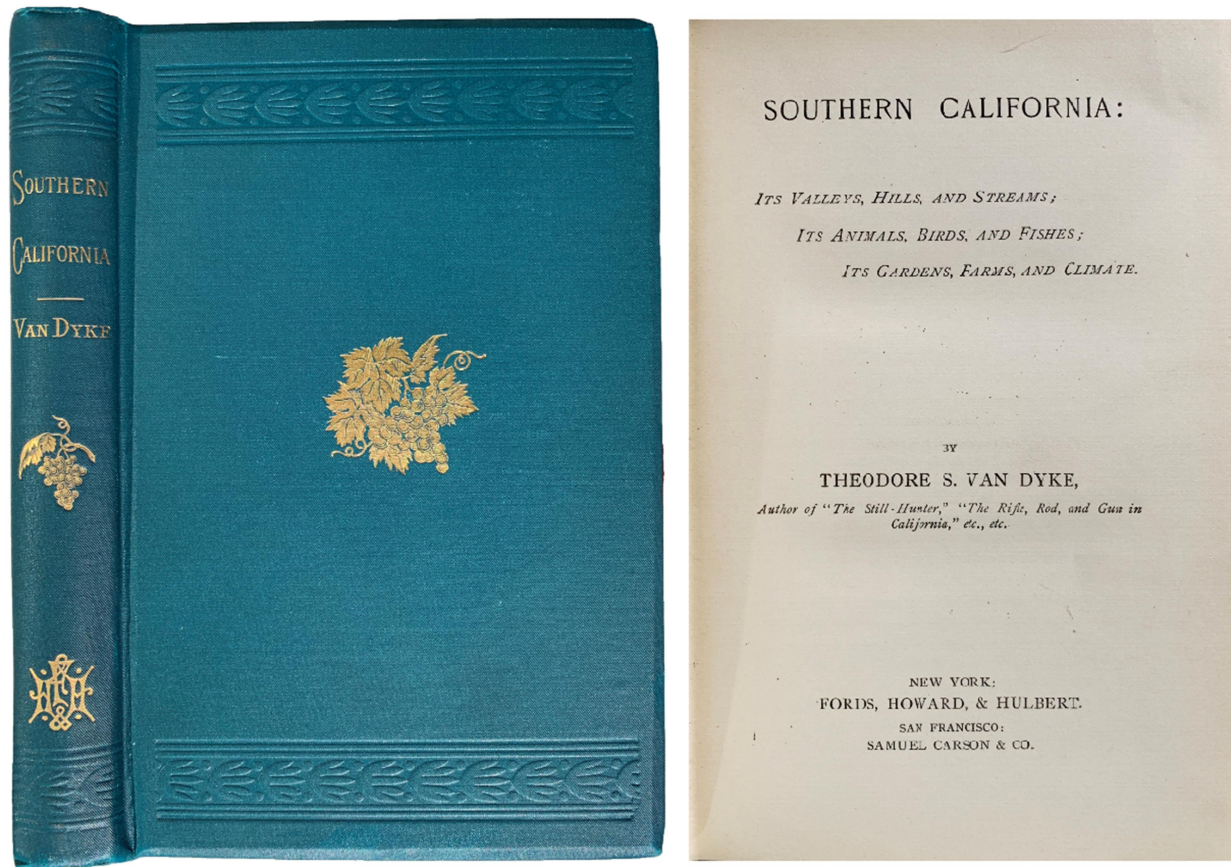 SOUTHERN
CALIFORNIA
VAN DYKE
SOUTHERN CALIFORNIA:
ITS VALLEYS, HILLS, AND STREAMS;
ITS ANIMALS, BIRDS, AND FISHES;
ITS GARDENS, FARMS, AND CLIMATE.
BY
THEODORE S. VAN DYKE,
Author of “The Still-Hunter,” “The Rifle, Rod, and Gun in
California,” etc., etc.
NEW YORK:
FORDS, HOWARD, & HULBERT.
SAN FRANCISCO:
SAMUEL CARSON & CO.